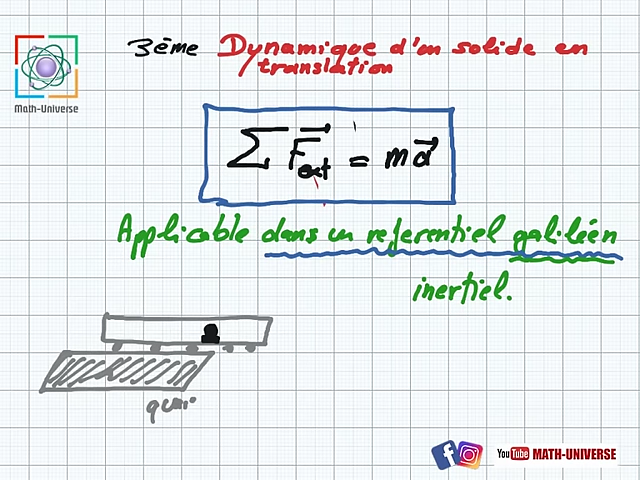 3ème Dynamique d'un solide en
translation
Math-Universe
∑ F⃗ext = ma⃗
Applicable dans un referentiel galiléen
inertiel.
quai
f
YouTube MATH-UNIVERSE